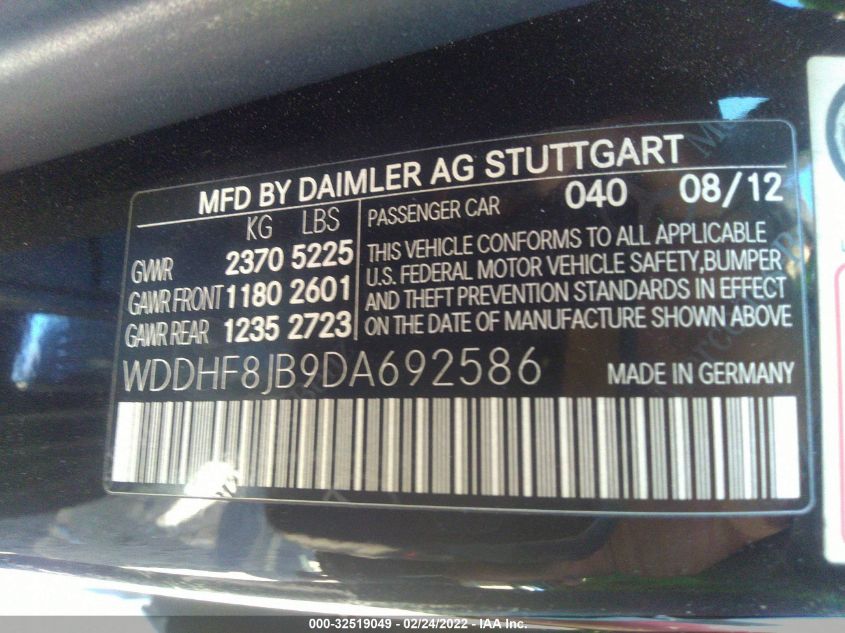 MFD BY DAIMLER AG STUTTGART
KG LBS
GVWR 2370 5225
GAWR FRONT 1180 2601
GAWR REAR 1235 2723
PASSENGER CAR 040 08/12
THIS VEHICLE CONFORMS TO ALL APPLICABLE
U.S. FEDERAL MOTOR VEHICLE SAFETY,BUMPER
AND THEFT PREVENTION STANDARDS IN EFFECT
ON THE DATE OF MANUFACTURE SHOWN ABOVE
WDDHF8JB9DA692586 MADE IN GERMANY
000-32519049 - 02/24/2022 - IAA Inc.